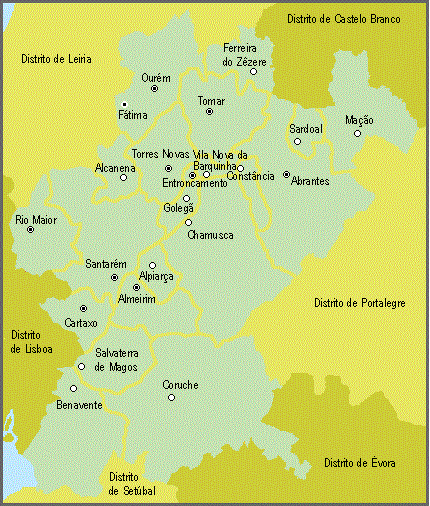 Distrito de Castelo Branco
Ferreira
do Zêzere
Distrito de Leiria
Ourém
Tomar
Fátima
Mação
Sardoal
Torres Novas
Vila Nova da
Barquinha
Alcanena
Entroncamento
Constância
Abrantes
Golegã
Rio Maior
Chamusca
Santarém
Alpiarça
Almeirim
Distrito de Portalegre
Cartaxo
Distrito
de Lisboa
Salvaterra
de Magos
Coruche
Benavente
Distrito de Évora
Distrito
de Setúbal